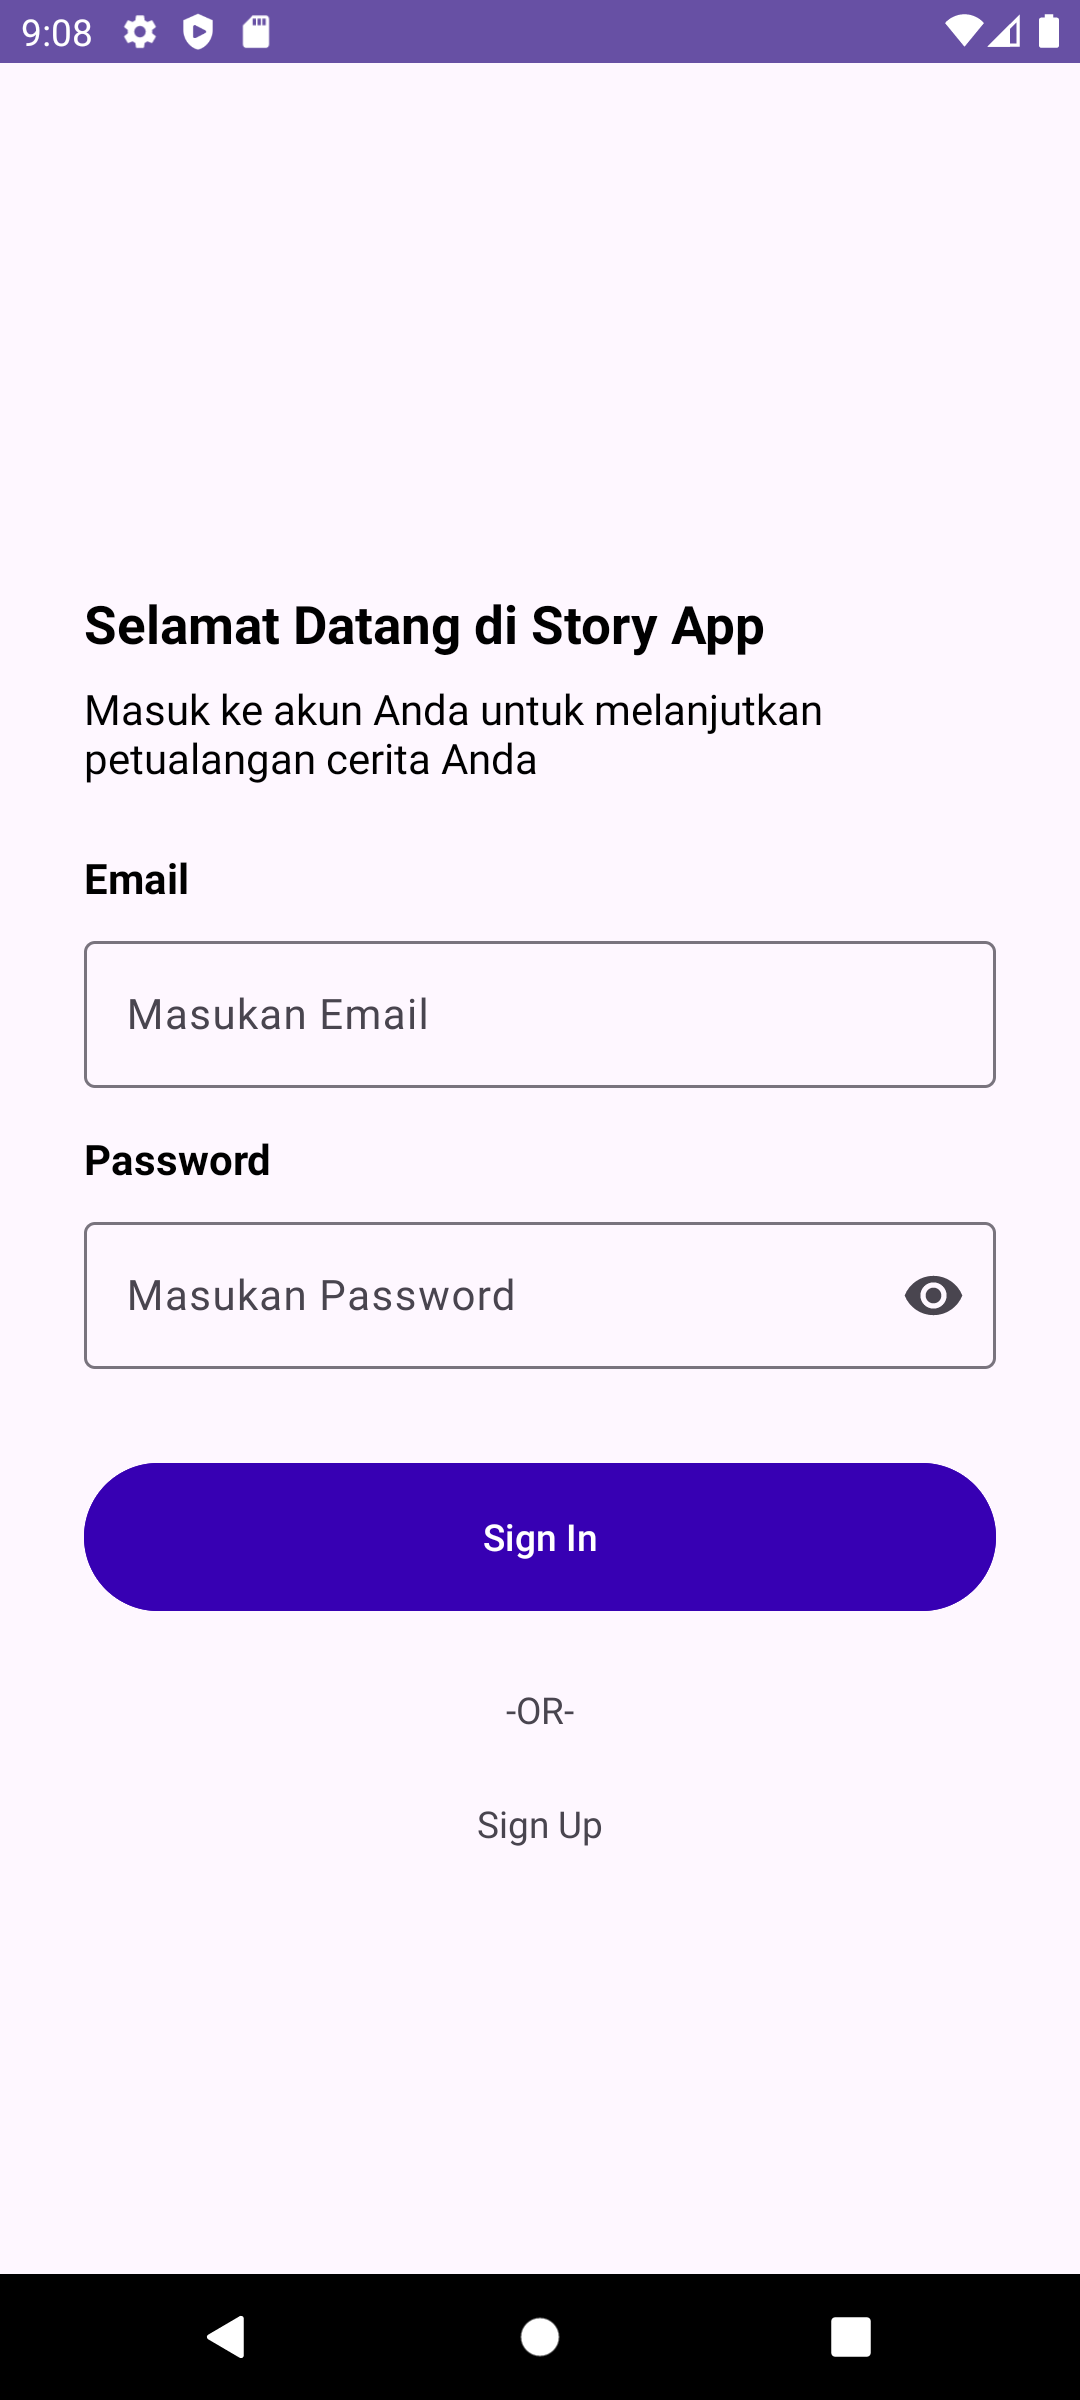 9:08
Selamat Datang di Story App
Masuk ke akun Anda untuk melanjutkan
petualangan cerita Anda
Email
Masukan Email
Password
Masukan Password
Sign In
-OR-
Sign Up